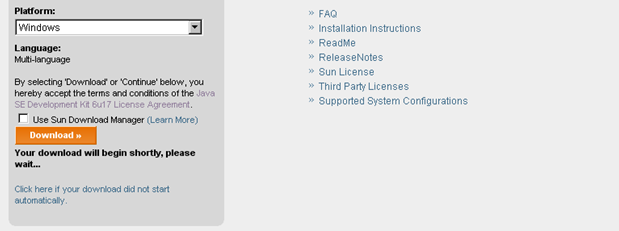 Platform:
Windows
Language:
Multi-language
By selecting 'Download' or 'Continue' below, you
hereby accept the terms and conditions of the Java
SE Development Kit 6u17 License Agreement.
Use Sun Download Manager (Learn More)
Download »
Your download will begin shortly, please
wait...
Click here if your download did not start
automatically.
» FAQ
» Installation Instructions
» ReadMe
» ReleaseNotes
» Sun License
» Third Party Licenses
» Supported System Configurations